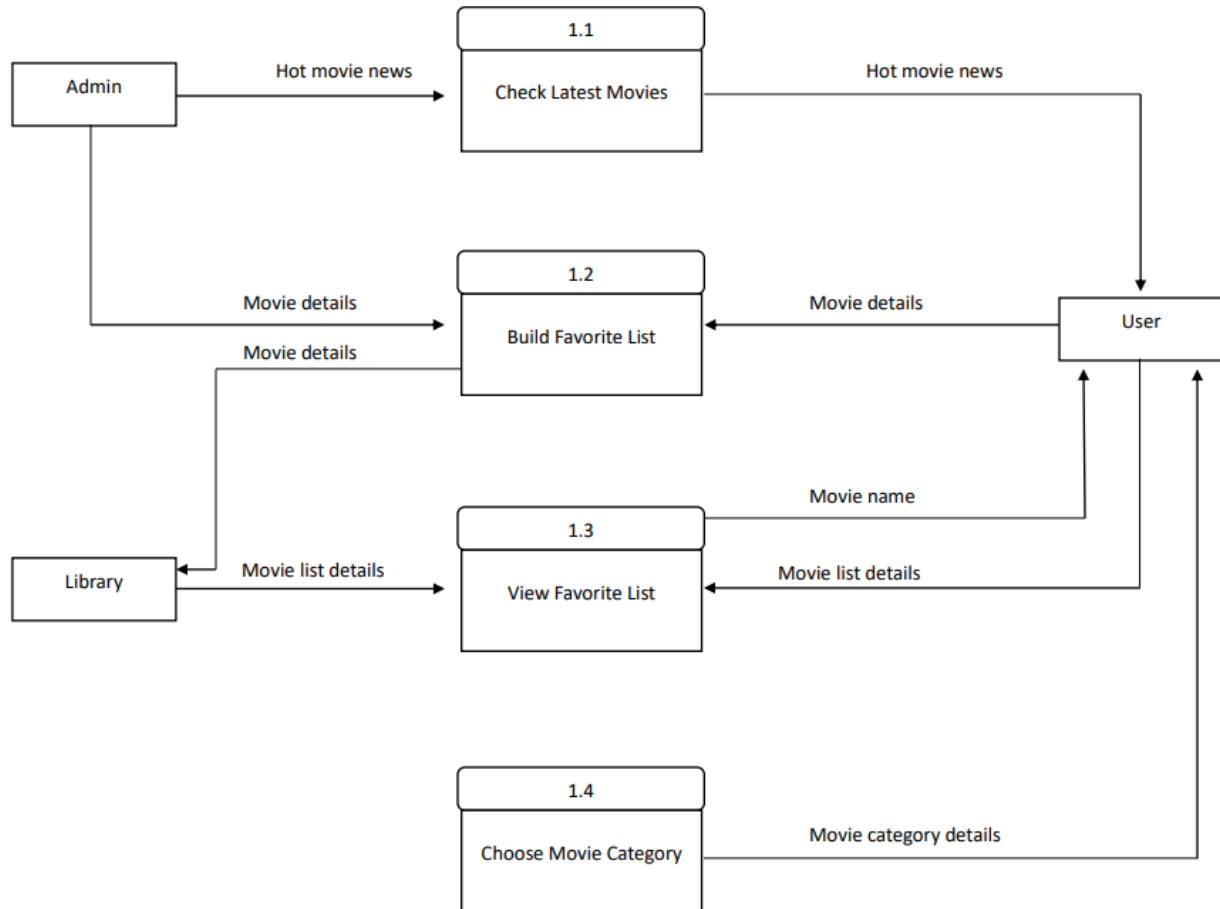 1.1
Admin
Hot movie news
Check Latest Movies
Hot movie news
1.2
Movie details
Build Favorite List
Movie details
User
Movie details
Movie name
1.3
Library
Movie list details
View Favorite List
Movie list details
1.4
Choose Movie Category
Movie category details